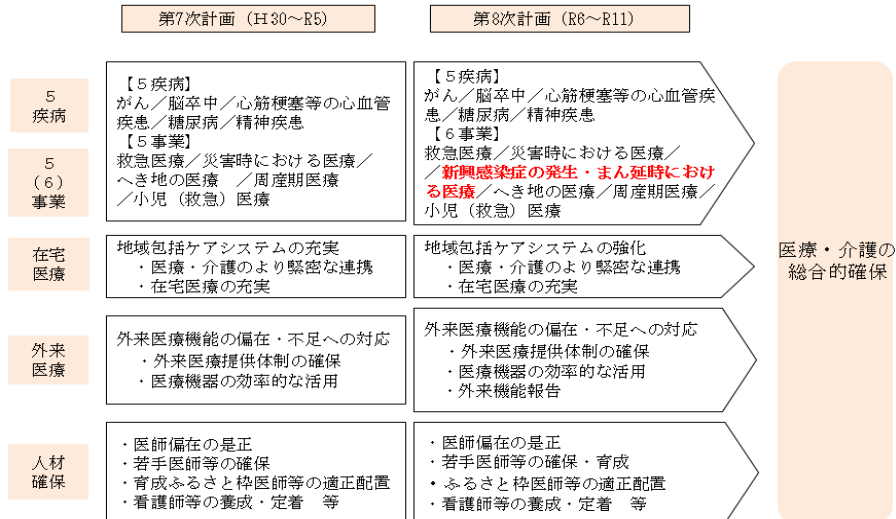 第7次計画（H30～R5）
第8次計画（R6～R11）
５
疾病
５
（６）
事業
【５疾病】
がん／脳卒中／心筋梗塞等の心血管
疾患／糖尿病／精神疾患
【５事業】
救急医療／災害時における医療／
へき地の医療　／周産期医療
／小児（救急）医療
【５疾病】
がん／脳卒中／心筋梗塞等の心血管疾
患／糖尿病／精神疾患
【６事業】
救急医療／災害時における医療／
／新興感染症の発生・まん延時におけ
る医療／へき地の医療／周産期医療／
小児（救急）医療
在宅
医療
地域包括ケアシステムの充実
・医療・介護のより緊密な連携
・在宅医療の充実
地域包括ケアシステムの強化
・医療・介護のより緊密な連携
・在宅医療の充実
外来
医療
外来医療機能の偏在・不足への対応
・外来医療提供体制の確保
・医療機器の効率的な活用
外来医療機能の偏在・不足への対応
・外来医療提供体制の確保
・医療機器の効率的な活用
・外来機能報告
人材
確保
・医師偏在の是正
・若手医師等の確保
・育成ふるさと枠医師等の適正配置
・看護師等の養成・定着　等
・医師偏在の是正
・若手医師等の確保・育成
・ふるさと枠医師等の適正配置
・看護師等の養成・定着　等
医療・介護の
総合的確保